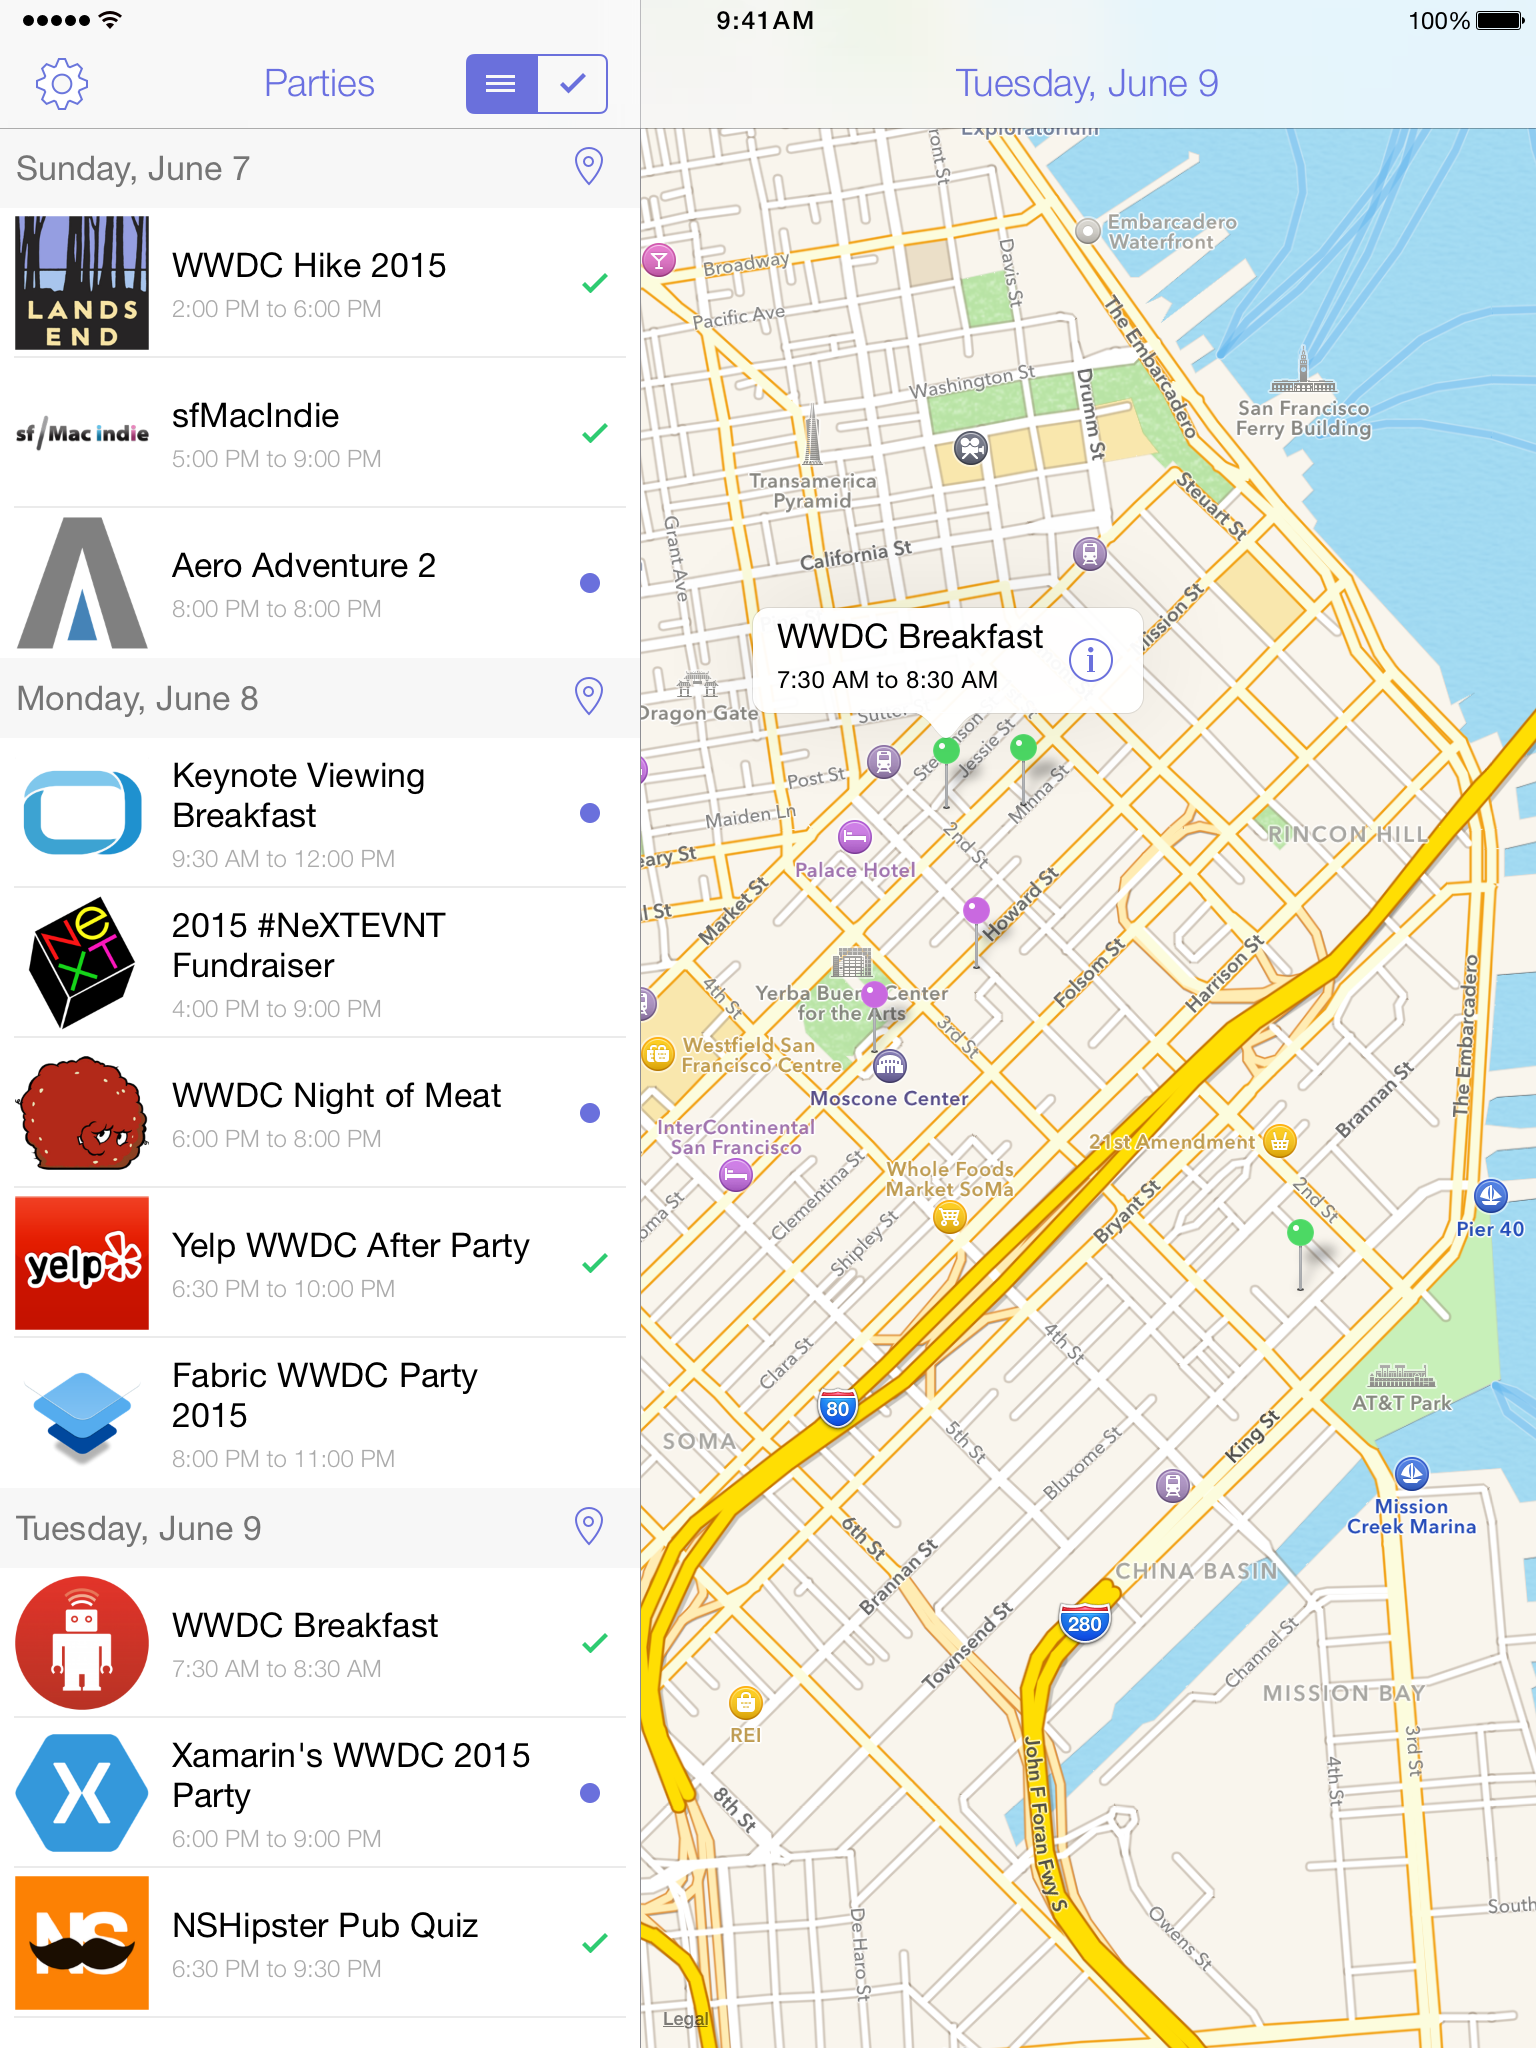 9:41AM
100%
Parties
Tuesday, June 9
Sunday, June 7
LANDS
END
WWDC Hike 2015
2:00 PM to 6:00 PM
sf/Mac indie
sfMacIndie
5:00 PM to 9:00 PM
Aero Adventure 2
8:00 PM to 8:00 PM
Monday, June 8
Keynote Viewing
Breakfast
9:30 AM to 12:00 PM
NeXT
2015 #NeXTEVNT
Fundraiser
4:00 PM to 9:00 PM
WWDC Night of Meat
6:00 PM to 8:00 PM
yelp
Yelp WWDC After Party
6:30 PM to 10:00 PM
Fabric WWDC Party
2015
8:00 PM to 11:00 PM
Tuesday, June 9
WWDC Breakfast
7:30 AM to 8:30 AM
X
Xamarin's WWDC 2015
Party
6:00 PM to 9:00 PM
NS
NSHipster Pub Quiz
6:30 PM to 9:30 PM
Exploratorium
ront St
Embarcadero
Waterfront
Broadway
Davis St
Pacific Ave
The Embarcadero
Washington St
Drumm St
San Francisco
Ferry Building
Transamerica
Pyramid
Steuart St
Grant Ave
California St
Mission St
WWDC Breakfast
7:30 AM to 8:30 AM
i
Dragon Gate
Sutte
Ste
nson
Jessie St
Post St
Minna St
Maiden Ln
2nd St
RINCON HILL
eary St
Palace Hotel
Market St
ll St
Howard St
Folsom St
Harrison St
The Embarcadero
4th St
Yerba Buena Center
for the Arts
3rd St
Westfield San
Francisco Centre
Moscone Center
Brannan St
InterContinental
San Francisco
21st Amendment
Whole Foods
Market SoMa
Clementina St
oma St
Shipley St
Bryant St
2nd St
Pier 40
4th St
Clara St
AT&T Park
80
SOMA
King St
5th St
Bluxome St
Mission
Creek Marina
6th St
Brannan St
CHINA BASIN
280
Townsend St
Channel St
MISSION BAY
REI
John F Foran Fwy S
3rd St
4th St
8th St
De Haro St
Owens St
South
Legal